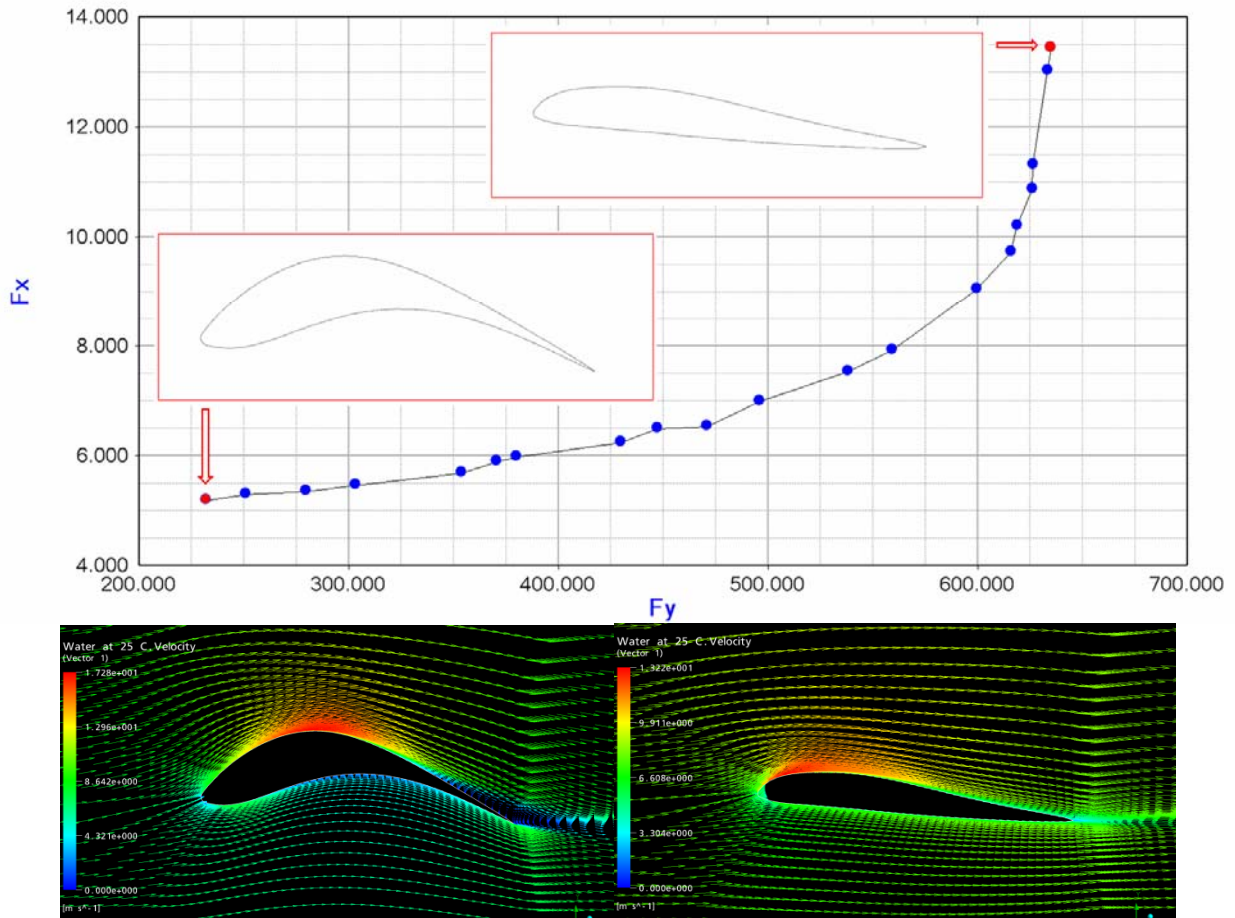 14.000
12.000
10.000
8.000
6.000
4.000
Fx
200.000 300.000 400.000 500.000 600.000 700.000
Fy
Water at 25 C.Velocity
(Vector 1)
1.728e+001
1.296e+001
8.642e+000
4.321e+000
0.000e+000
[m s^-1]
Water at 25 C.Velocity
(Vector 1)
1.322e+001
9.911e+000
6.608e+000
3.304e+000
0.000e+000
[m s^-1]